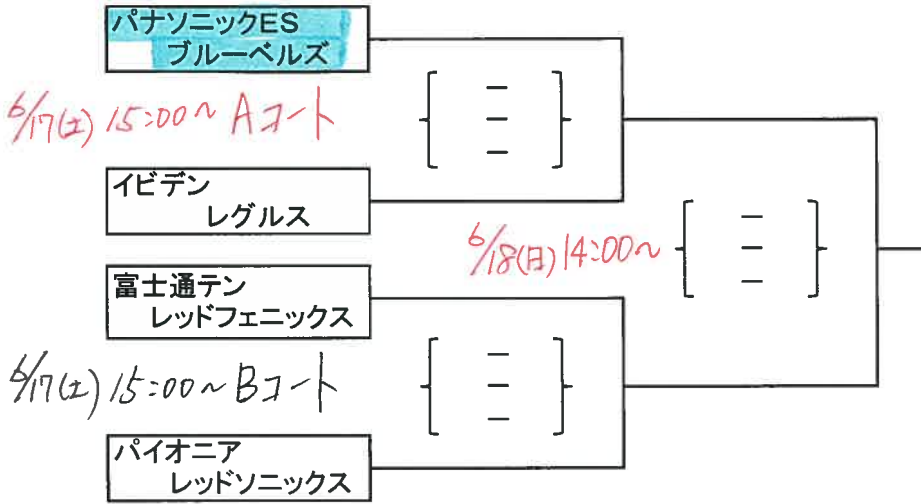 パナソニックES
ブルーベルズ
6/17(土) 15:00~ Aコート
イビデン
レグルス
6/18(日) 14:00~
富士通テン
レッドフェニックス
6/17(土) 15:00~ Bコート
パイオニア
レッドソニックス